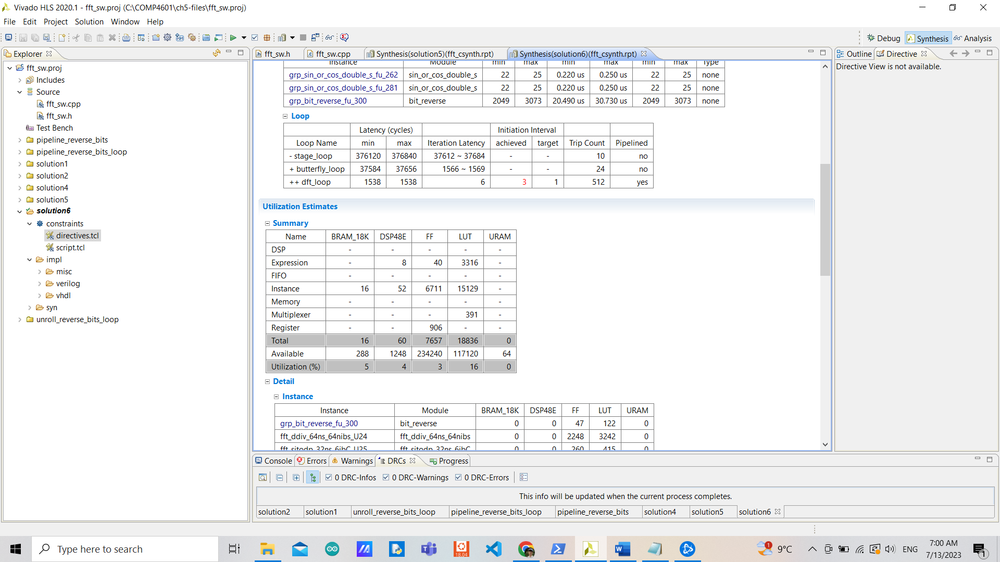 Vivado HLS 2020.1 - fft_sw.proj (C:\COMP4601\ch5-files\fft_sw.proj)
File Edit Project Solution Window Help
Debug Synthesis Analysis
Explorer
fft_sw.proj
Includes
Source
fft_sw.cpp
fft_sw.h
Test Bench
pipeline_reverse_bits
pipeline_reverse_bits_loop
solution1
solution2
solution4
solution5
solution6
constraints
directives.tcl
script.tcl
impl
misc
verilog
vhdl
syn
unroll_reverse_bits_loop
fft_sw.h fft_sw.cpp Synthesis(solution5)(fft_csynth.rpt) Synthesis(solution6)(fft_csynth.rpt)
Instance Module min max min max min max Type
grp_sin_or_cos_double_s_fu_262 sin_or_cos_double_s 22 25 0.220 us 0.250 us 22 25 none
grp_sin_or_cos_double_s_fu_281 sin_or_cos_double_s 22 25 0.220 us 0.250 us 22 25 none
grp_bit_reverse_fu_300 bit_reverse 2049 3073 20.490 us 30.730 us 2049 3073 none
Loop
Latency (cycles) Initiation Interval
Loop Name min max Iteration Latency achieved target Trip Count Pipelined
- stage_loop 376120 376840 37612 ~ 37684 - - 10 no
+ butterfly_loop 37584 37656 1566 ~ 1569 - - 24 no
++ dft_loop 1538 1538 6 3 1 512 yes
Utilization Estimates
Summary
Name BRAM_18K DSP48E FF LUT URAM
DSP - - - - -
Expression - 8 40 3316 -
FIFO - - - - -
Instance 16 52 6711 15129 -
Memory - - - - -
Multiplexer - - - 391 -
Register - - 906 - -
Total 16 60 7657 18836 0
Available 288 1248 234240 117120 64
Utilization (%) 5 4 3 16 0
Detail
Instance
Instance Module BRAM_18K DSP48E FF LUT URAM
grp_bit_reverse_fu_300 bit_reverse 0 0 47 122 0
fft_ddiv_64ns_64nibs_U24 fft_ddiv_64ns_64nibs 0 0 2248 3242 0
fft_sitodp_32ns_6jbC_U25 fft_sitodp_32ns_6jbC 0 0 260 415 0
Outline Directive
Directive View is not available.
Console Errors Warnings DRCs Progress
0 DRC-Infos 0 DRC-Warnings 0 DRC-Errors
This info will be updated when the current process completes.
solution2 solution1 unroll_reverse_bits_loop pipeline_reverse_bits_loop pipeline_reverse_bits solution4 solution5 solution6
Type here to search
18.04
1
9°C
ENG
7:00 AM
7/13/2023
1